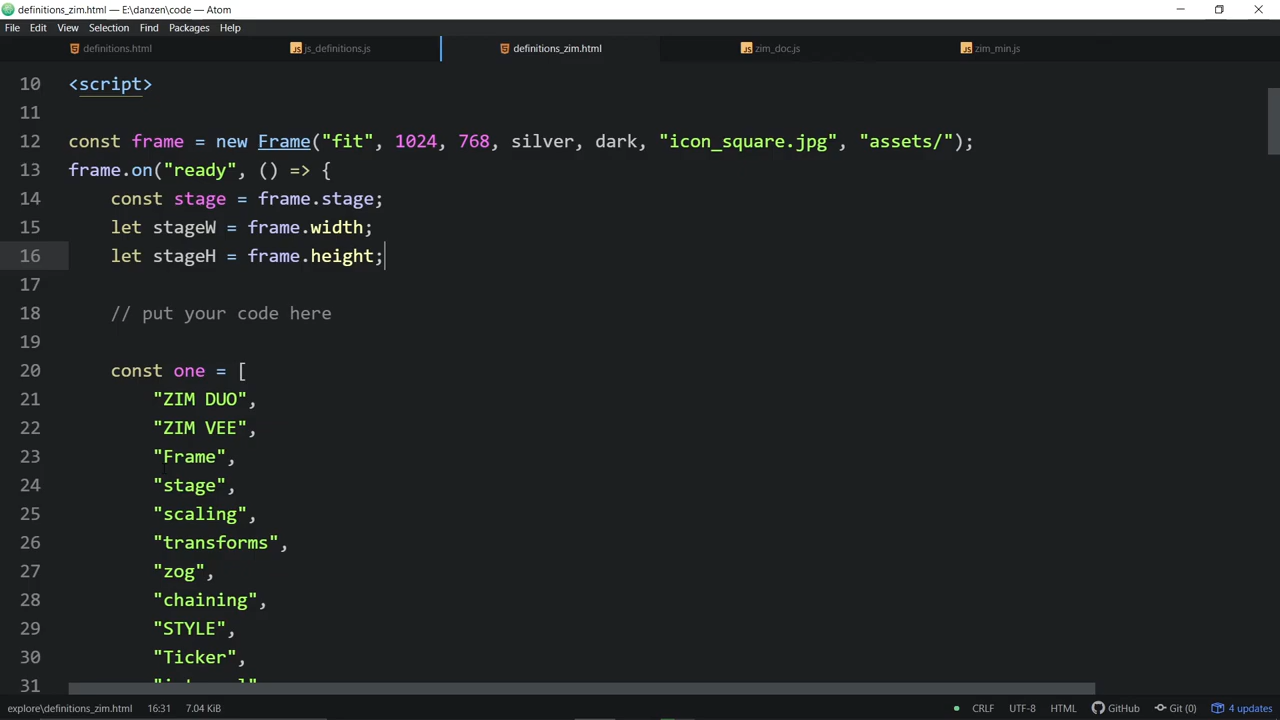 definitions_zim.html — E:\danzen\code — Atom
File Edit View Selection Find Packages Help
definitions.html js_definitions.js definitions_zim.html zim_doc.js zim_min.js
10 <script>
11
12 const frame = new Frame("fit", 1024, 768, silver, dark, "icon_square.jpg", "assets/");
13 frame.on("ready", () => {
14 const stage = frame.stage;
15 let stageW = frame.width;
16 let stageH = frame.height;
17
18 // put your code here
19
20 const one = [
21 "ZIM DUO",
22 "ZIM VEE",
23 "Frame",
24 "stage",
25 "scaling",
26 "transforms",
27 "zog",
28 "chaining",
29 "STYLE",
30 "Ticker",
31
explore\definitions_zim.html 16:31 7.04 KiB CRLF UTF-8 HTML GitHub Git (0) 4 updates